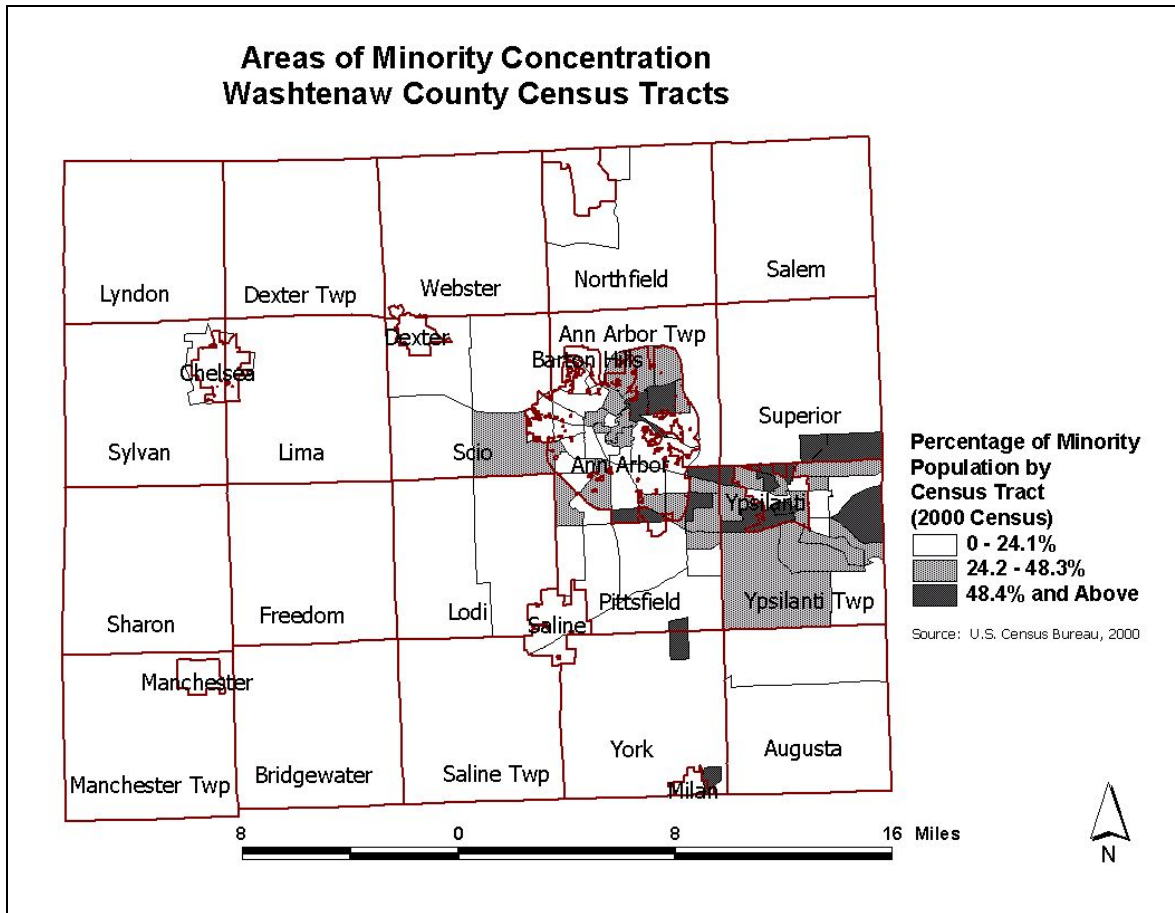 Areas of Minority Concentration
Washtenaw County Census Tracts
Lyndon
Dexter Twp
Webster
Northfield
Salem
Chelsea
Dexter
Ann Arbor Twp
Barton Hills
Sylvan
Lima
Scio
Ann Arbor
Superior
Ypsilanti
Sharon
Freedom
Lodi
Saline
Pittsfield
Ypsilanti Twp
Manchester
Manchester Twp
Bridgewater
Saline Twp
York
Augusta
Milan
Percentage of Minority
Population by
Census Tract
(2000 Census)
0 - 24.1%
24.2 - 48.3%
48.4% and Above
Source: U.S. Census Bureau, 2000
8 0 8 16 Miles
N